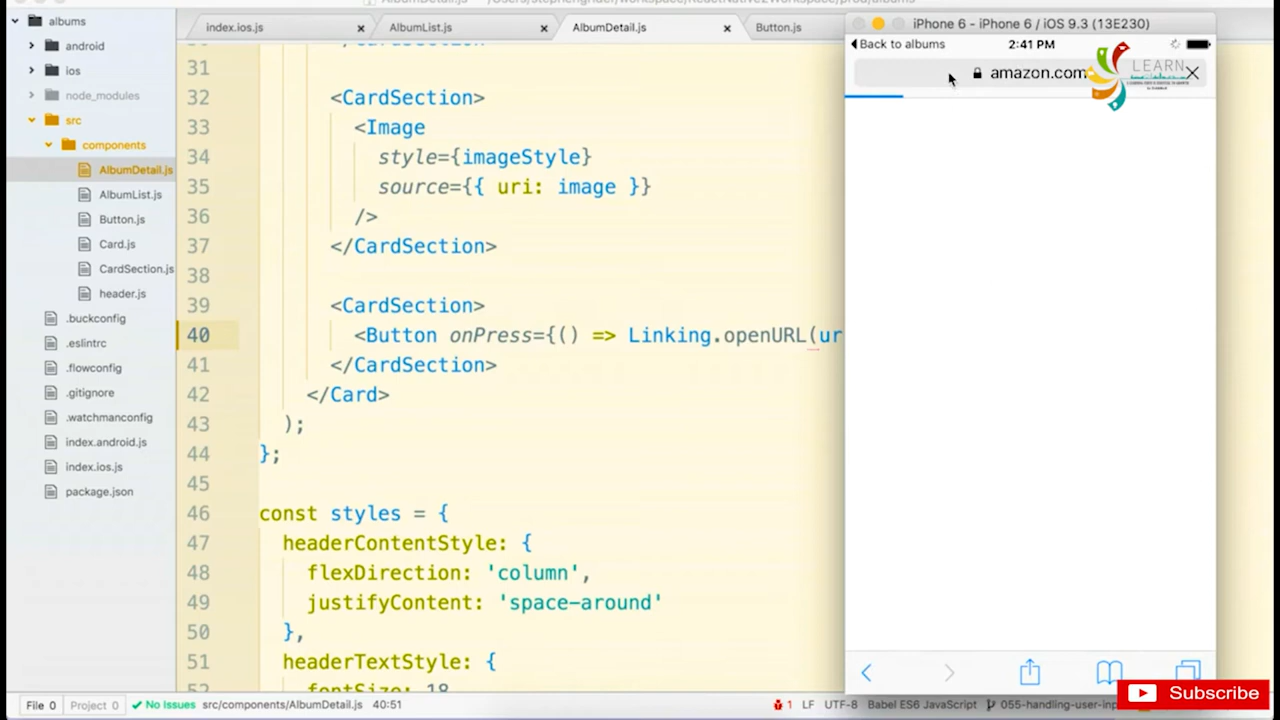 albums
android
ios
node_modules
src
components
AlbumDetail.js
AlbumList.js
Button.js
Card.js
CardSection.js
header.js
.buckconfig
.eslintrc
.flowconfig
.gitignore
.watchmanconfig
index.android.js
index.ios.js
package.json
index.ios.js
AlbumList.js
AlbumDetail.js
Button.js
31
32 <CardSection>
33 <Image
34 style={imageStyle}
35 source={{ uri: image }}
36 />
37 </CardSection>
38
39 <CardSection>
40 <Button onPress={() => Linking.openURL(ur
41 </CardSection>
42 </Card>
43 );
44 };
45
46 const styles = {
47 headerContentStyle: {
48 flexDirection: 'column',
49 justifyContent: 'space-around'
50 },
51 headerTextStyle: {
52 fontSize: 18
iPhone 6 - iPhone 6 / iOS 9.3 (13E230)
Back to albums 2:41 PM
amazon.com
LEARN
File 0 Project 0 No Issues src/components/AlbumDetail.js 40:51
1 LF UTF-8 Babel ES6 JavaScript 055-handling-user-inp
Subscribe